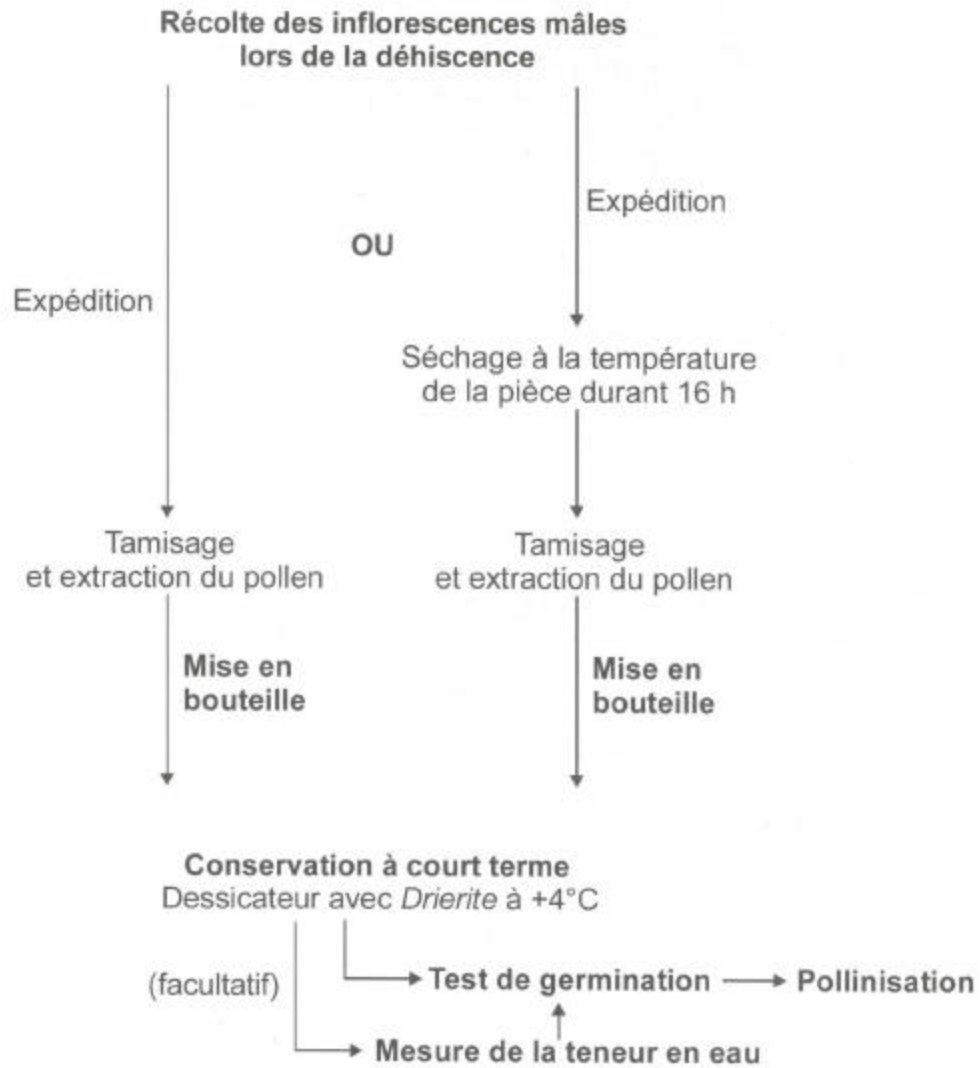 Récolte des inflorescences mâles
lors de la déhiscence
Expédition
OU
Expédition
Séchage à la température
de la pièce durant 16 h
Tamisage
et extraction du pollen
Tamisage
et extraction du pollen
Mise en
bouteille
Mise en
bouteille
Conservation à court terme
Dessicateur avec Drierite à +4°C
(facultatif)
Test de germination
Pollinisation
Mesure de la teneur en eau